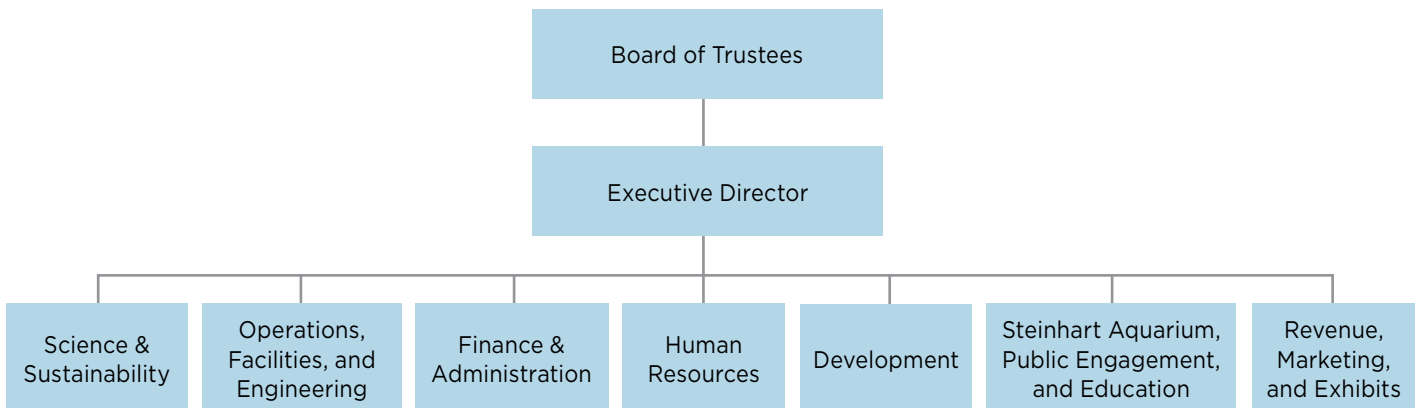 Board of Trustees
Executive Director
Science &
Sustainability
Operations,
Facilities, and
Engineering
Finance &
Administration
Human
Resources
Development
Steinhart Aquarium,
Public Engagement,
and Education
Revenue,
Marketing,
and Exhibits